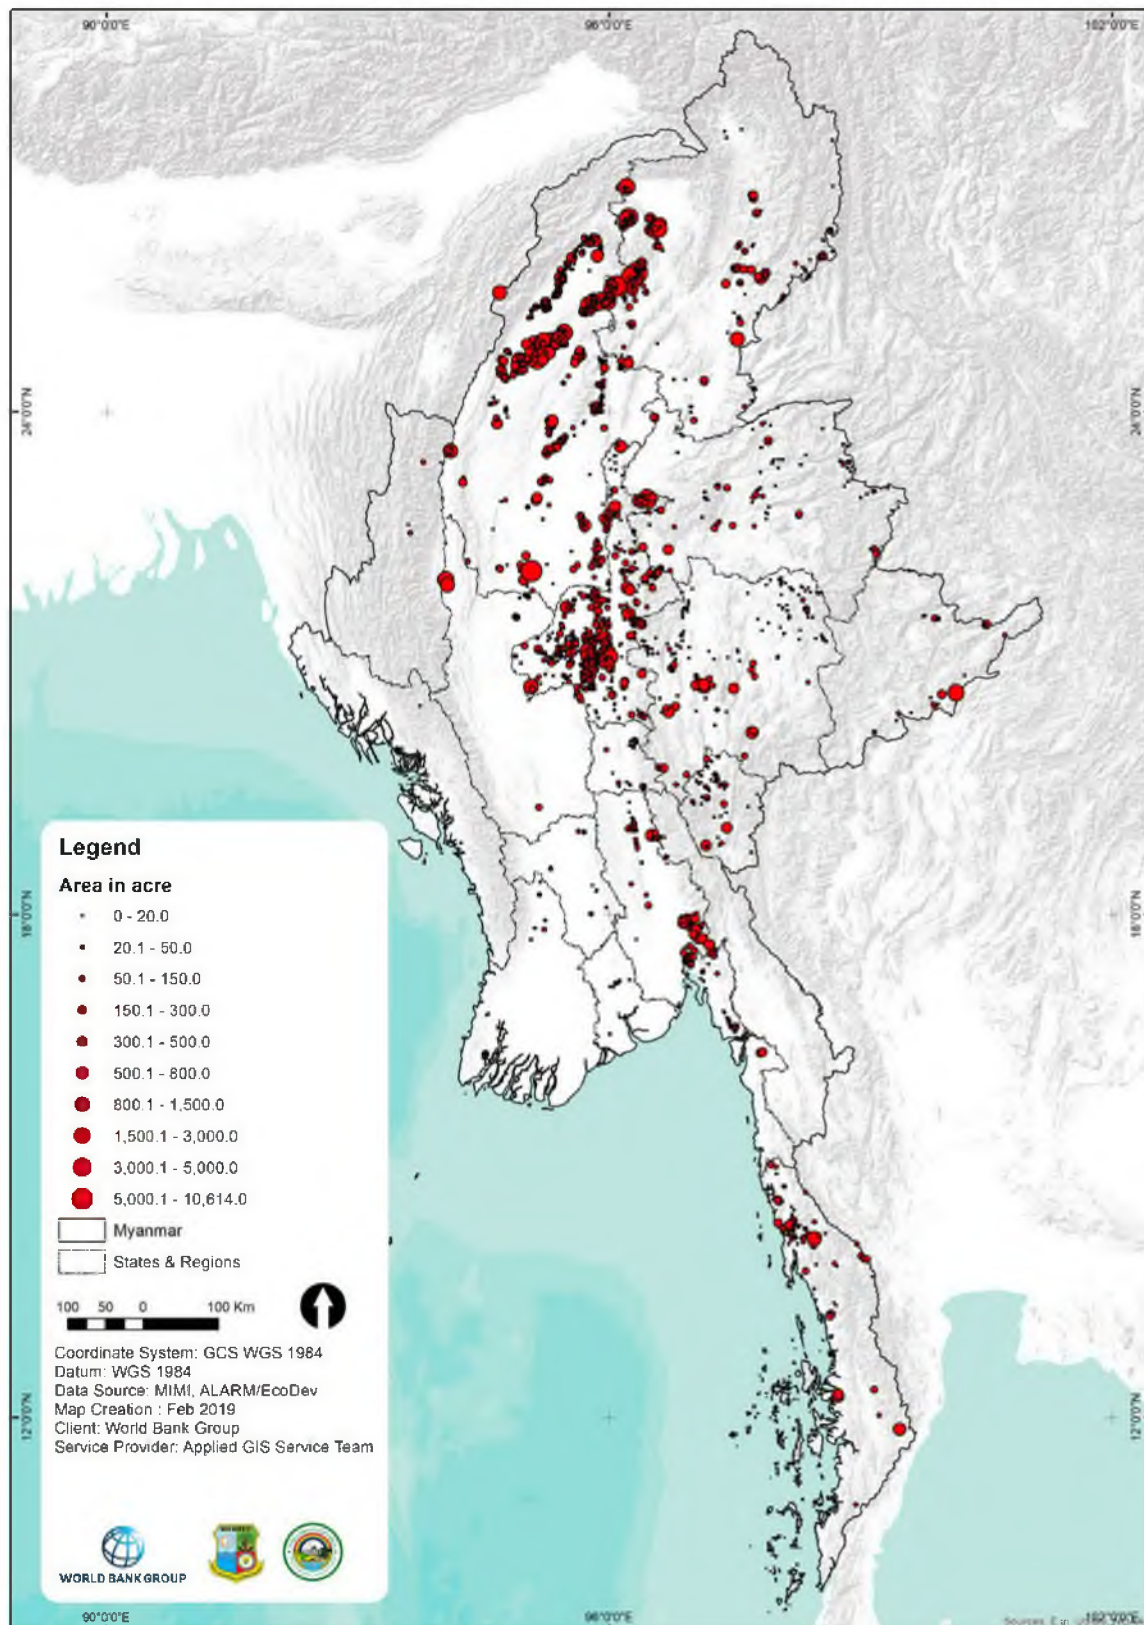 90°0'0"E 96°0'0"E 102°0'0"E
24°0'0"N 24°0'0"N
18°0'0"N 18°0'0"N
12°0'0"N 12°0'0"N
Legend
Area in acre
0 - 20.0
20.1 - 50.0
50.1 - 150.0
150.1 - 300.0
300.1 - 500.0
500.1 - 800.0
800.1 - 1,500.0
1,500.1 - 3,000.0
3,000.1 - 5,000.0
5,000.1 - 10,614.0
Myanmar
States & Regions
100 50 0 100 Km
Coordinate System: GCS WGS 1984
Datum: WGS 1984
Data Source: MIMI, ALARM/EcoDev
Map Creation : Feb 2019
Client: World Bank Group
Service Provider: Applied GIS Service Team
WORLD BANK GROUP
90°0'0"E 96°0'0"E 102°0'0"E
Sources: